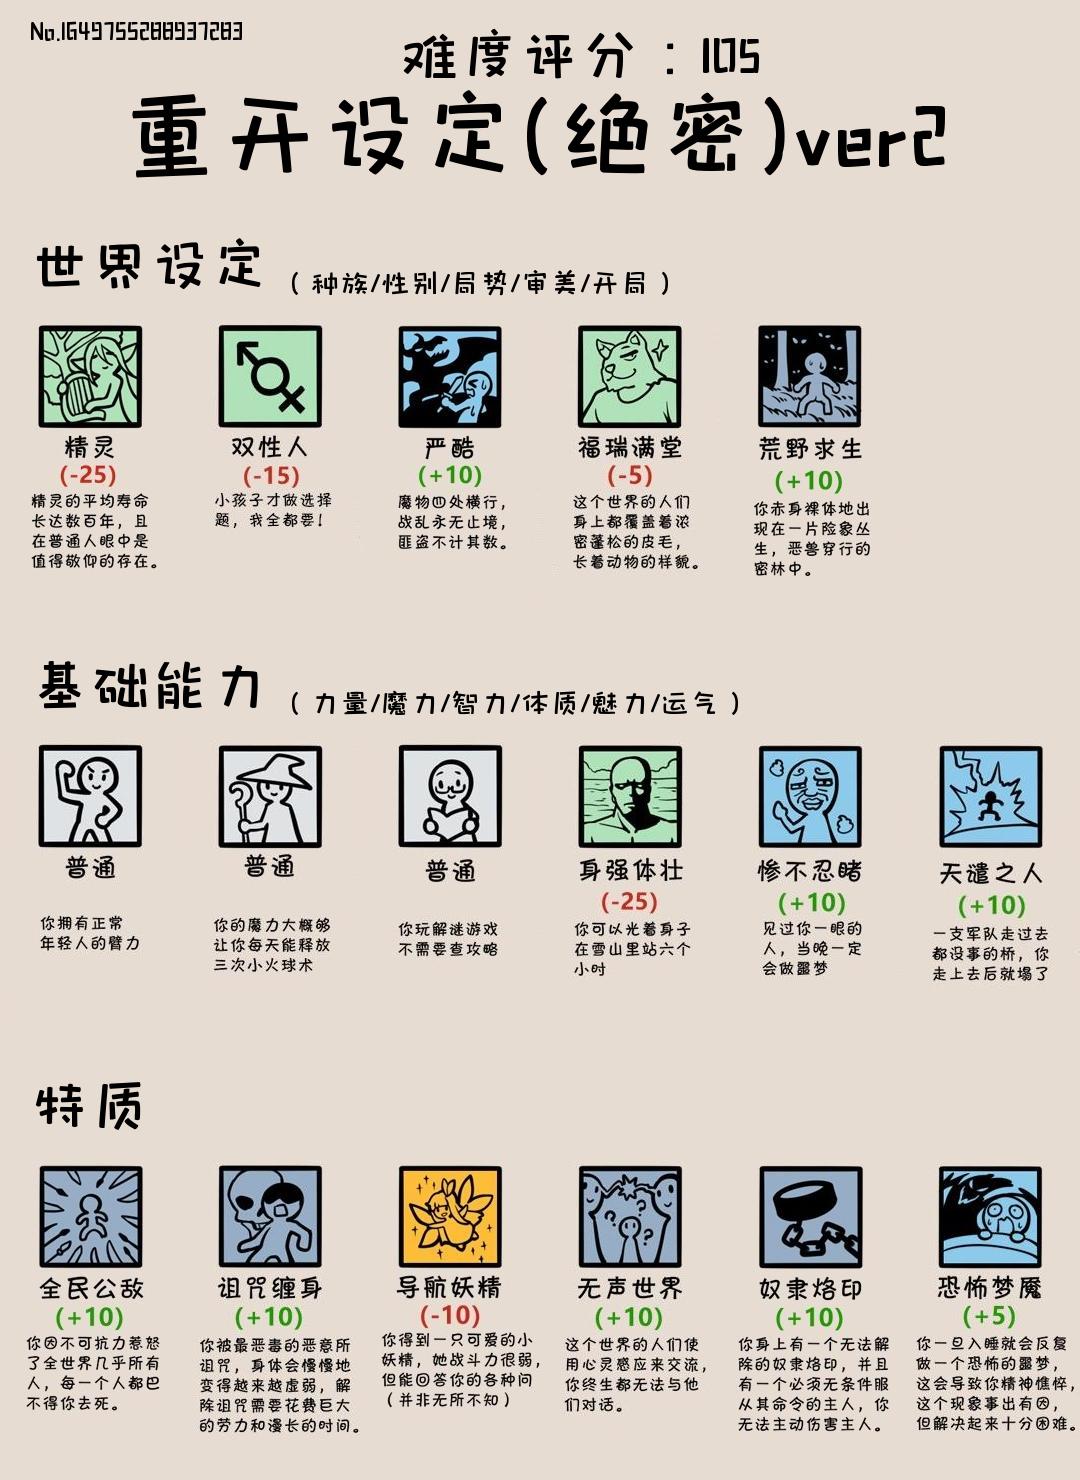 No.1649755288937283
难度评分：105
重开设定(绝密)ver2
世界设定（种族/性别/局势/审美/开局）
精灵
(-25)
精灵的平均寿命
长达数百年，且
在普通人眼中是
值得敬仰的存在。
双性人
(-15)
小孩子才做选择
题，我全都要！
严酷
(+10)
魔物四处横行，
战乱永无止境，
匪盗不计其数。
福瑞满堂
(-5)
这个世界的人们
身上都覆盖着浓
密蓬松的皮毛，
长着动物的样貌。
荒野求生
(+10)
你赤身裸体地出
现在一片险象丛
生，恶兽穿行的
密林中。
基础能力（力量/魔力/智力/体质/魅力/运气）
普通
你拥有正常
年轻人的臂力
普通
你的魔力大概够
让你每天能释放
三次小火球术
普通
你玩解谜游戏
不需要查攻略
身强体壮
(-25)
你可以光着身子
在雪山里站六个
小时
惨不忍睹
(+10)
见过你一眼的
人，当晚一定
会做噩梦
天谴之人
(+10)
一支军队走过去
都没事的桥，你
走上去后就塌了
特质
全民公敌
(+10)
你因不可抗力惹怒
了全世界几乎所有
人，每一个人都巴
不得你去死。
诅咒缠身
(+10)
你被最恶毒的恶意所
诅咒，身体会慢慢地
变得越来越虚弱，解
除诅咒需要花费巨大
的劳力和漫长的时间。
导航妖精
(-10)
你得到一只可爱的小
妖精，她战斗力很弱，
但能回答你的各种问
（并非无所不知）
无声世界
(+10)
这个世界的人们使
用心灵感应来交流，
你终生都无法与他
们对话。
奴隶烙印
(+10)
你身上有一个无法解
除的奴隶烙印，并且
有一个必须无条件服
从其命令的主人，你
无法主动伤害主人。
恐怖梦魇
(+5)
你一旦入睡就会反复
做一个恐怖的噩梦，
这会导致你精神憔悴，
这个现象事出有因，
但解决起来十分困难。